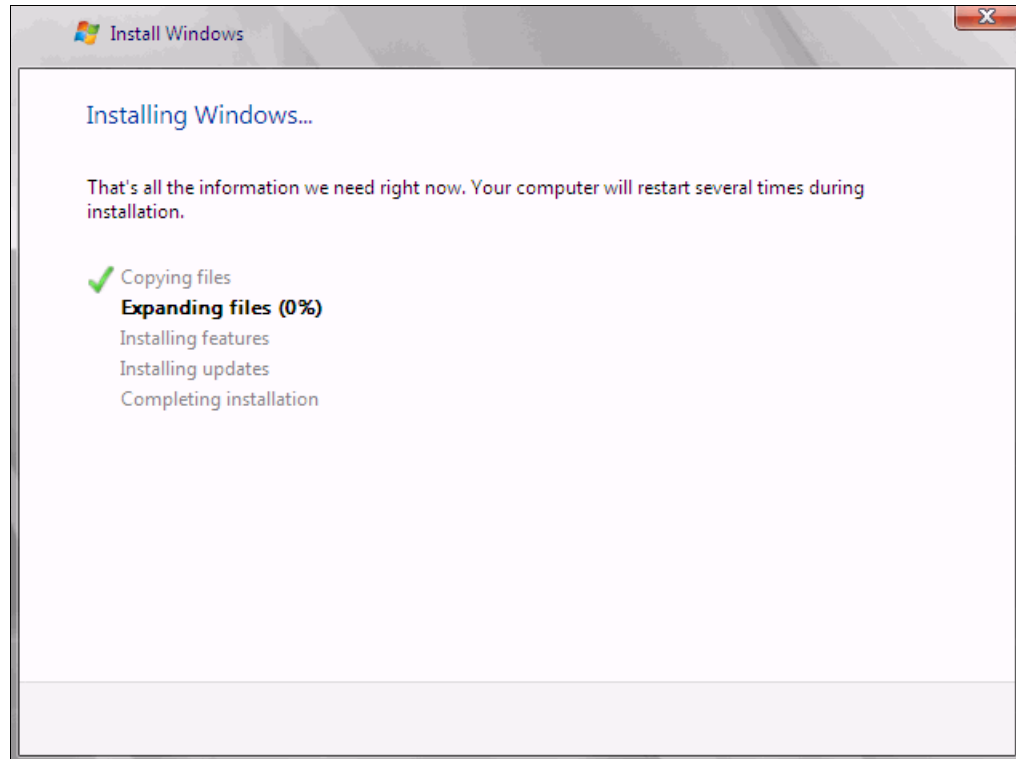 Install Windows
Installing Windows...
That's all the information we need right now. Your computer will restart several times during
installation.
Copying files
Expanding files (0%)
Installing features
Installing updates
Completing installation